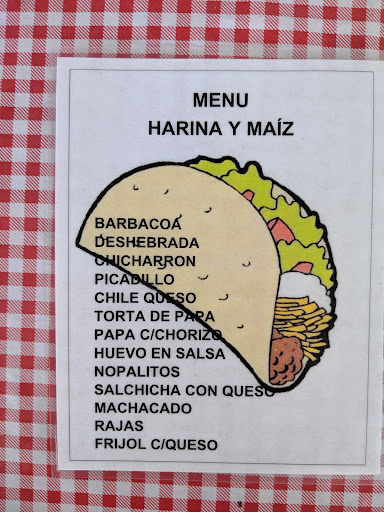 MENU
HARINA Y MAÍZ
BARBACOA
DESHEBRADA
CHICHARRON
PICADILLO
CHILE QUESO
TORTA DE PAPA
PAPA C/CHORIZO
HUEVO EN SALSA
NOPALITOS
SALCHICHA CON QUESO
MACHACADO
RAJAS
FRIJOL C/QUESO